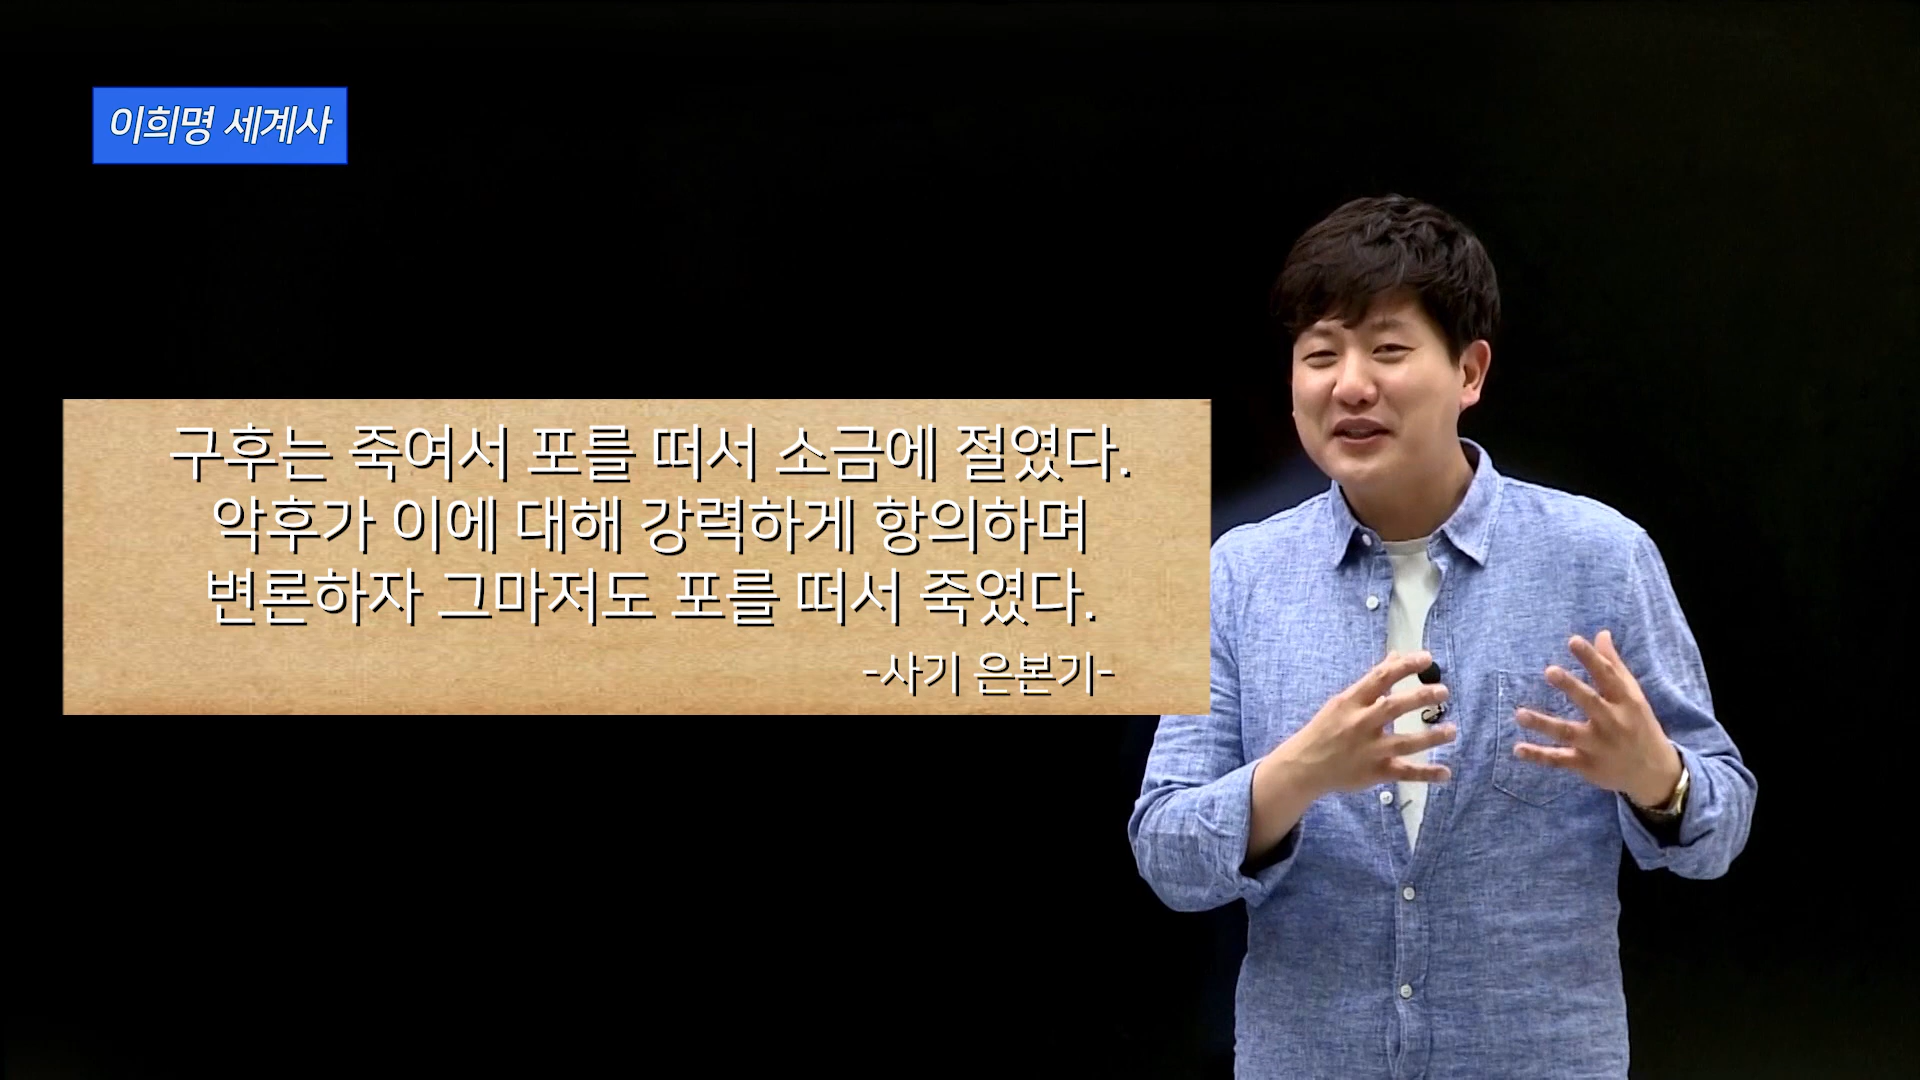 이희명 세계사
구후는 죽여서 포를 떠서 소금에 절였다.
악후가 이에 대해 강력하게 항의하며
변론하자 그마저도 포를 떠서 죽였다.
-사기 은본기-